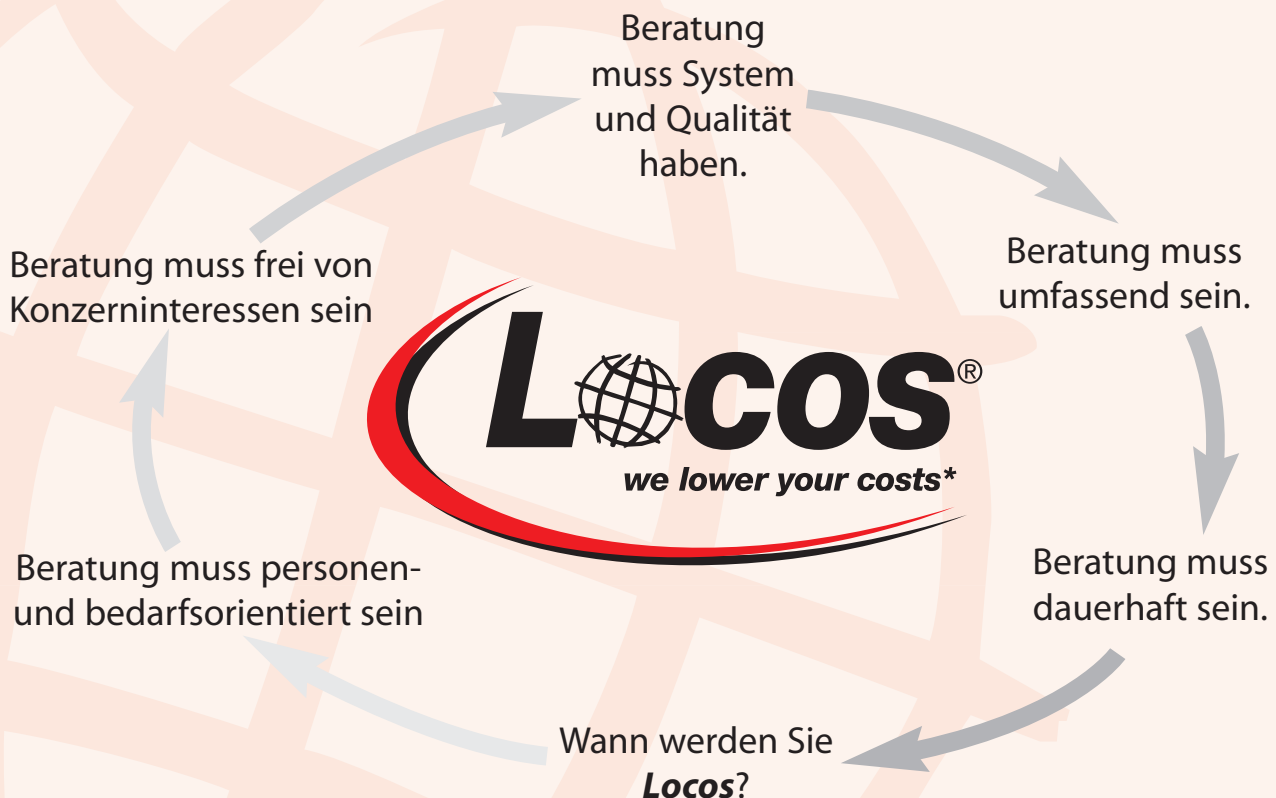 Beratung
muss System
und Qualität
haben.
Beratung muss
umfassend sein.
Beratung muss
dauerhaft sein.
Wann werden Sie
Locos?
Beratung muss personen-
und bedarfsorientiert sein
Beratung muss frei von
Konzerninteressen sein
Locos®
we lower your costs*